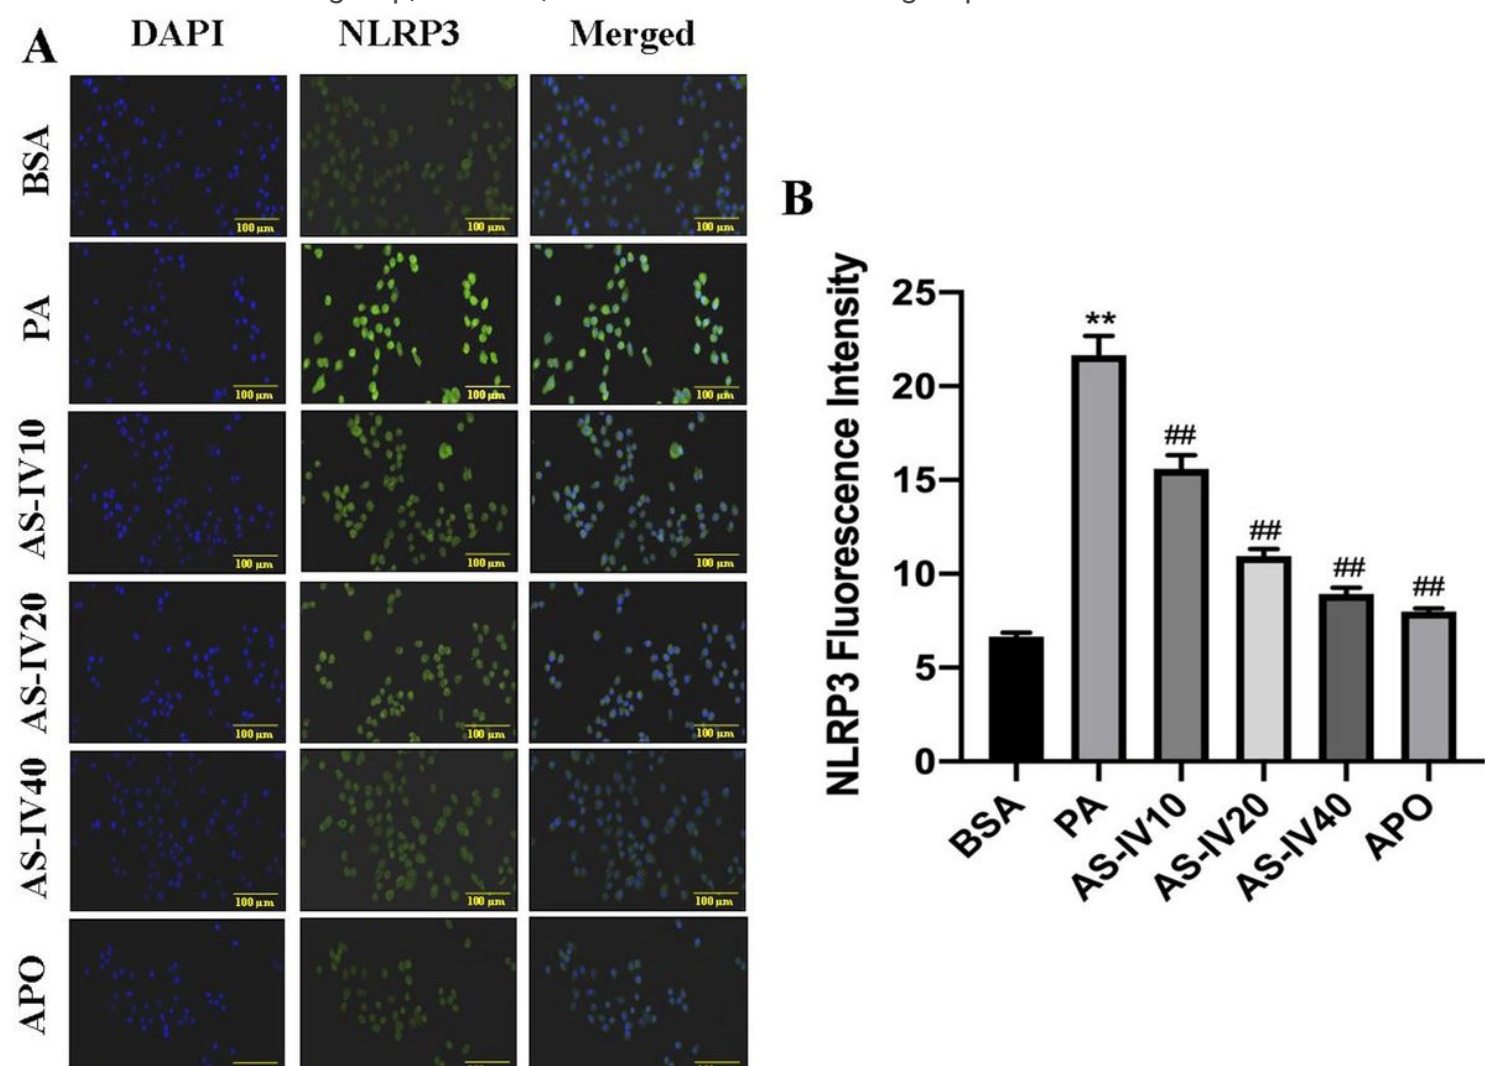 A
DAPI NLRP3 Merged
BSA
100 µm 100 µm 100 µm
PA
100 µm 100 µm 100 µm
AS-IV10
100 µm 100 µm 100 µm
AS-IV20
100 µm 100 µm 100 µm
AS-IV40
100 µm 100 µm 100 µm
APO
B
NLRP3 Fluorescence Intensity
25
20
15
10
5
0
**
##
##
##
##
BSA PA AS-IV10 AS-IV20 AS-IV40 APO